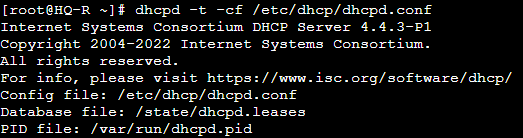 [root@HQ-R ~]# dhcpd -t -cf /etc/dhcp/dhcpd.conf
Internet Systems Consortium DHCP Server 4.4.3-P1
Copyright 2004-2022 Internet Systems Consortium.
All rights reserved.
For info, please visit https://www.isc.org/software/dhcp/
Config file: /etc/dhcp/dhcpd.conf
Database file: /state/dhcpd.leases
PID file: /var/run/dhcpd.pid